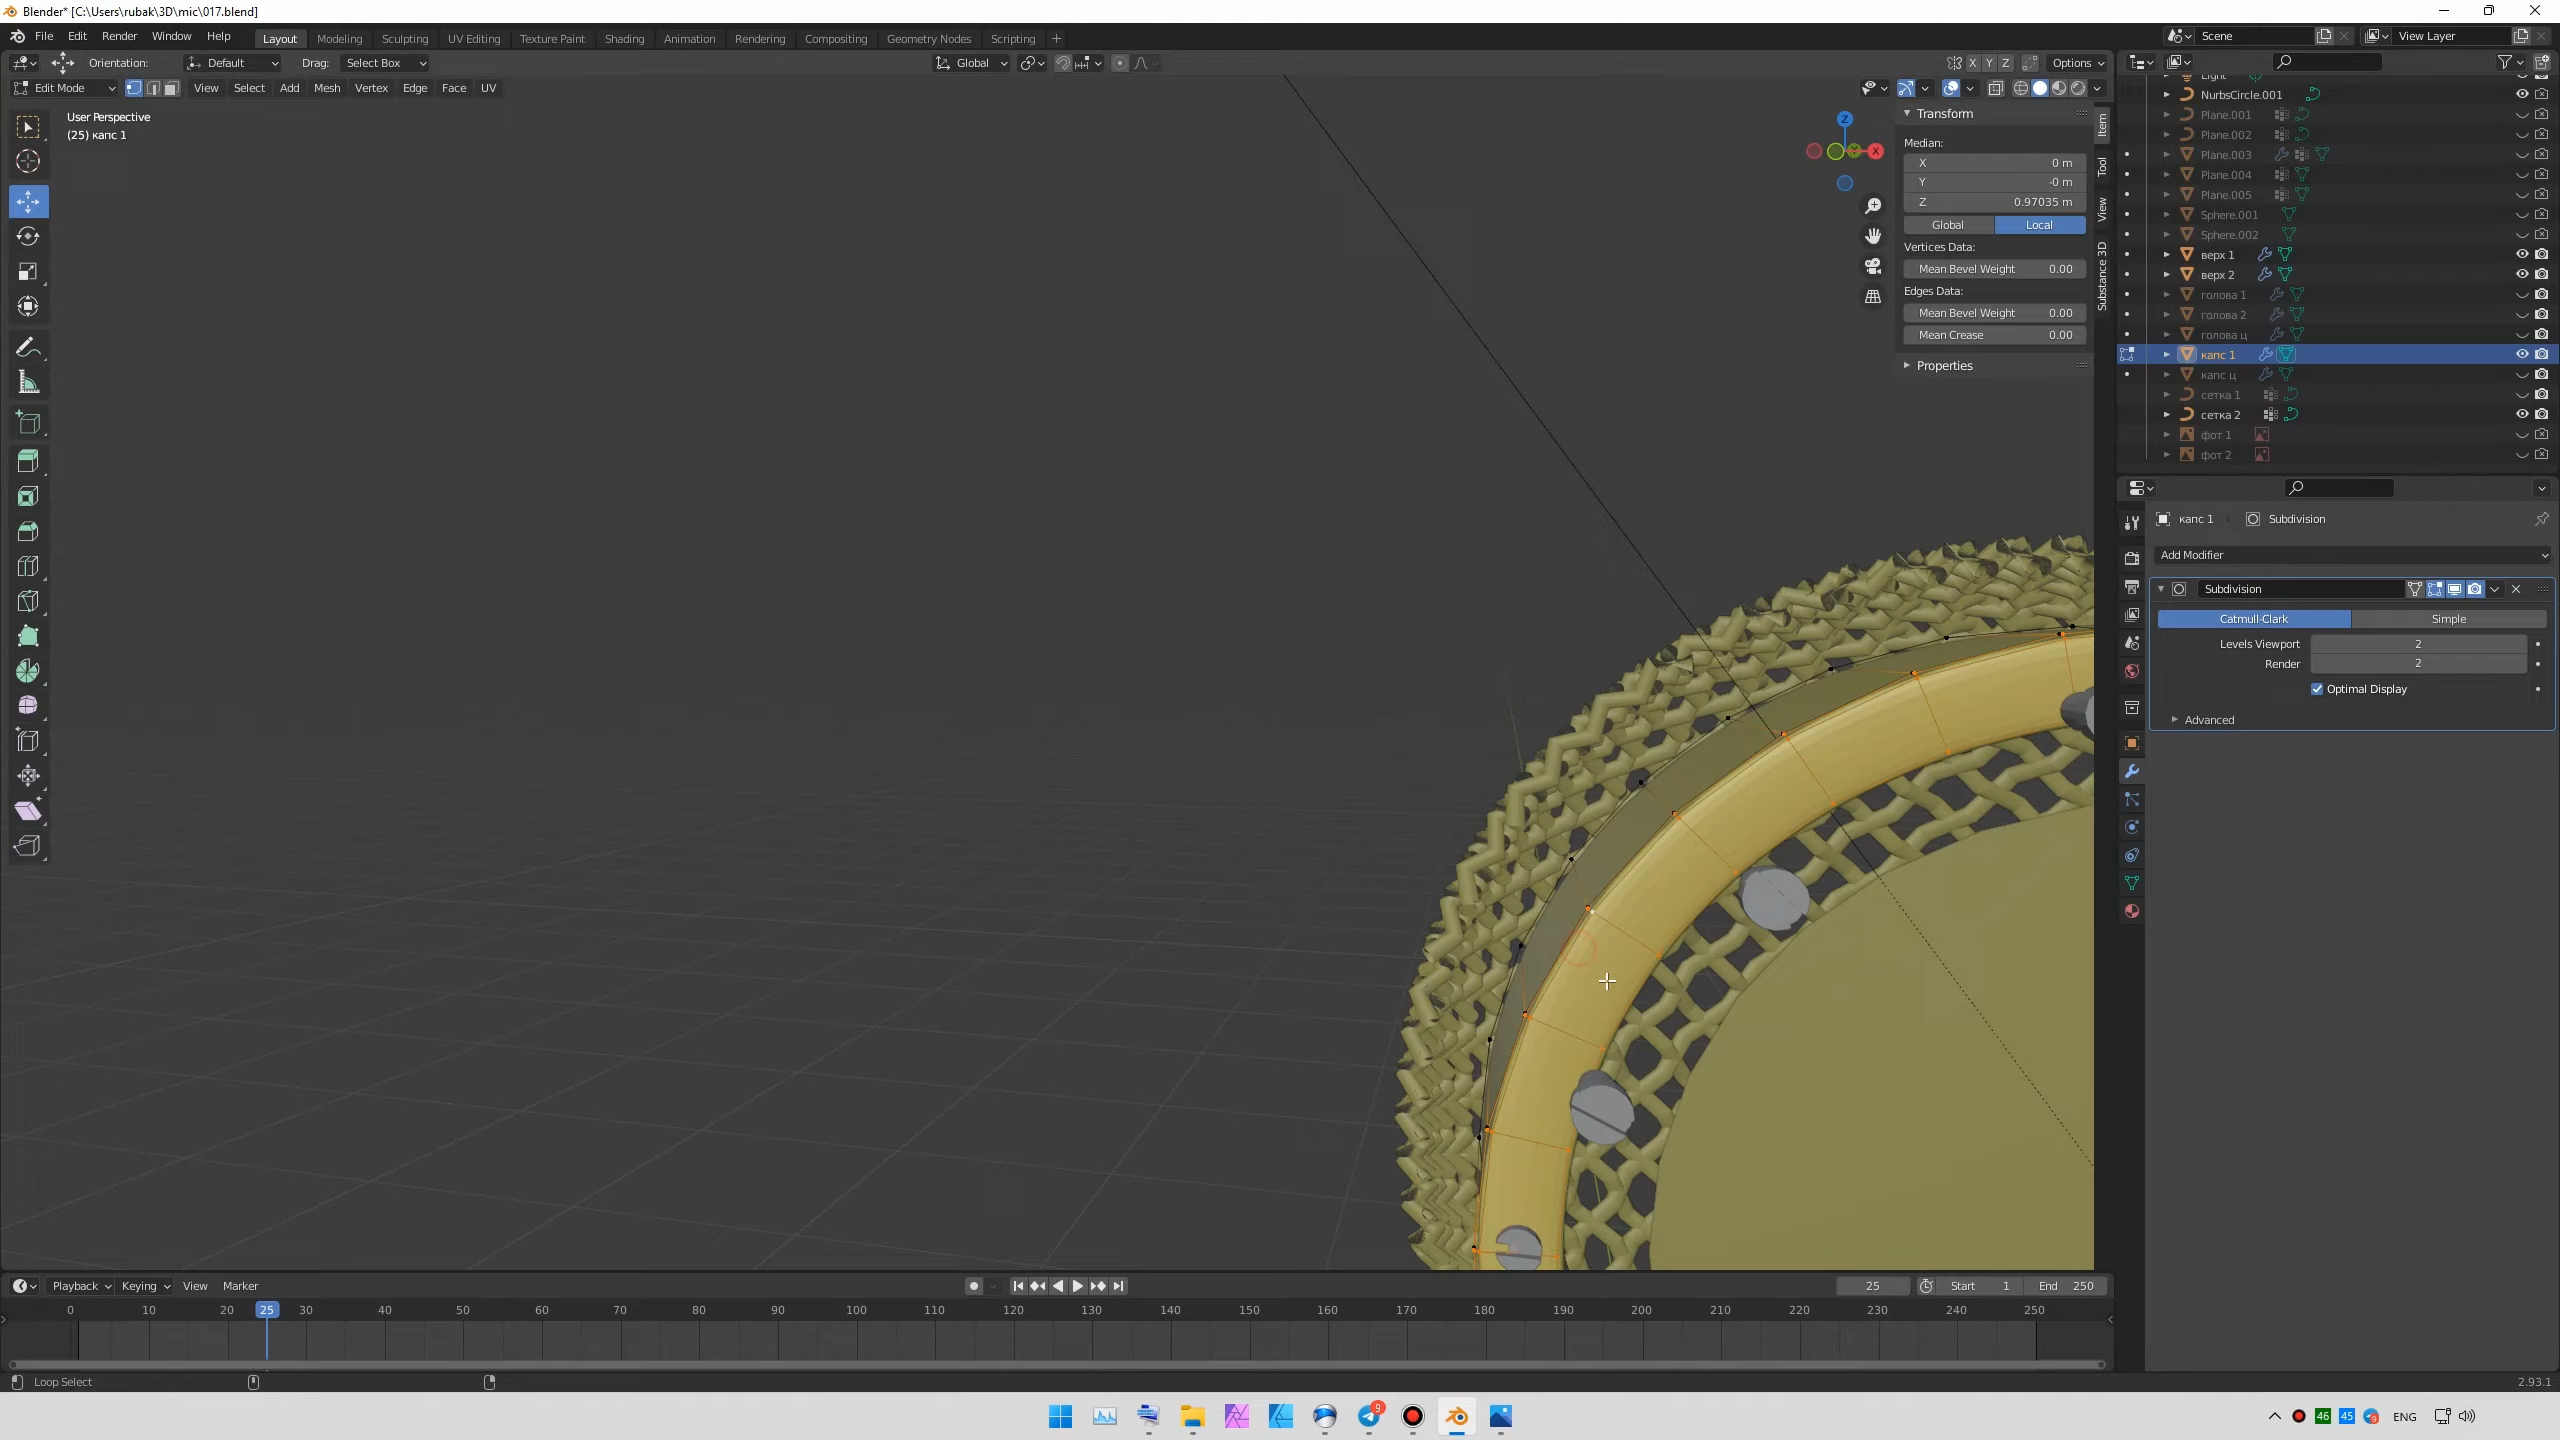 Blender* [C:\Users\rubak\3D\mic\017.blend]
File Edit Render Window Help Layout Modeling Sculpting UV Editing Texture Paint Shading Animation Rendering Compositing Geometry Nodes Scripting + Scene View Layer
Orientation: Default Drag: Select Box Global X Y Z Options
Edit Mode View Select Add Mesh Vertex Edge Face UV
User Perspective
(25) капс 1
Z
X
Y
Transform
Median:
X 0 m
Y -0 m
Z 0.97035 m
Global Local
Vertices Data:
Mean Bevel Weight 0.00
Edges Data:
Mean Bevel Weight 0.00
Mean Crease 0.00
Properties
Item
Tool
View
Substance 3D
Light
NurbsCircle.001
Plane.001
Plane.002
Plane.003
Plane.004
Plane.005
Sphere.001
Sphere.002
верх 1
верх 2
голова 1
голова 2
голова ц
капс 1
капс ц
сетка 1
сетка 2
фот 1
фот 2
капс 1 Subdivision
Add Modifier
Subdivision
Catmull-Clark Simple
Levels Viewport 2
Render 2
Optimal Display
Advanced
Playback Keying View Marker 25 Start 1 End 250
0 10 20 25 30 40 50 60 70 80 90 100 110 120 130 140 150 160 170 180 190 200 210 220 230 240 250
Loop Select 2.93.1
9
46 45 9 ENG